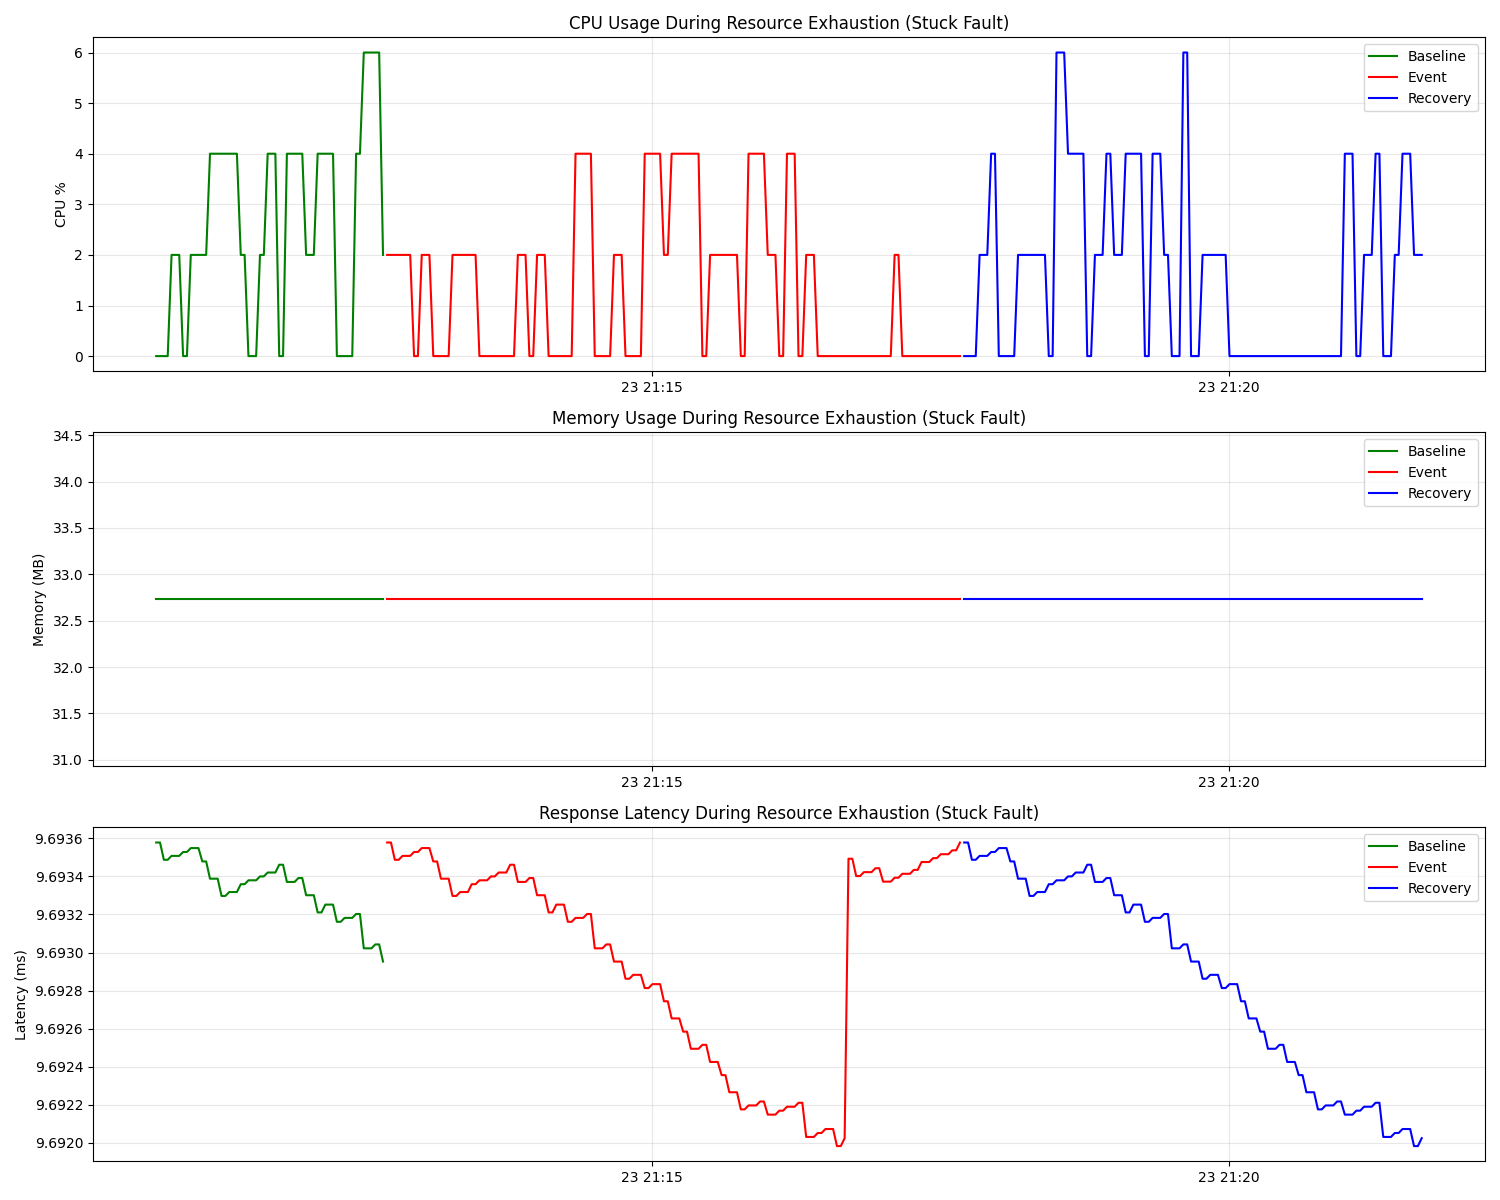 CPU Usage During Resource Exhaustion (Stuck Fault)
CPU %
6
5
4
3
2
1
0
Baseline
Event
Recovery
23 21:15
23 21:20
Memory Usage During Resource Exhaustion (Stuck Fault)
Memory (MB)
34.5
34.0
33.5
33.0
32.5
32.0
31.5
31.0
Baseline
Event
Recovery
23 21:15
23 21:20
Response Latency During Resource Exhaustion (Stuck Fault)
Latency (ms)
9.6936
9.6934
9.6932
9.6930
9.6928
9.6926
9.6924
9.6922
9.6920
Baseline
Event
Recovery
23 21:15
23 21:20